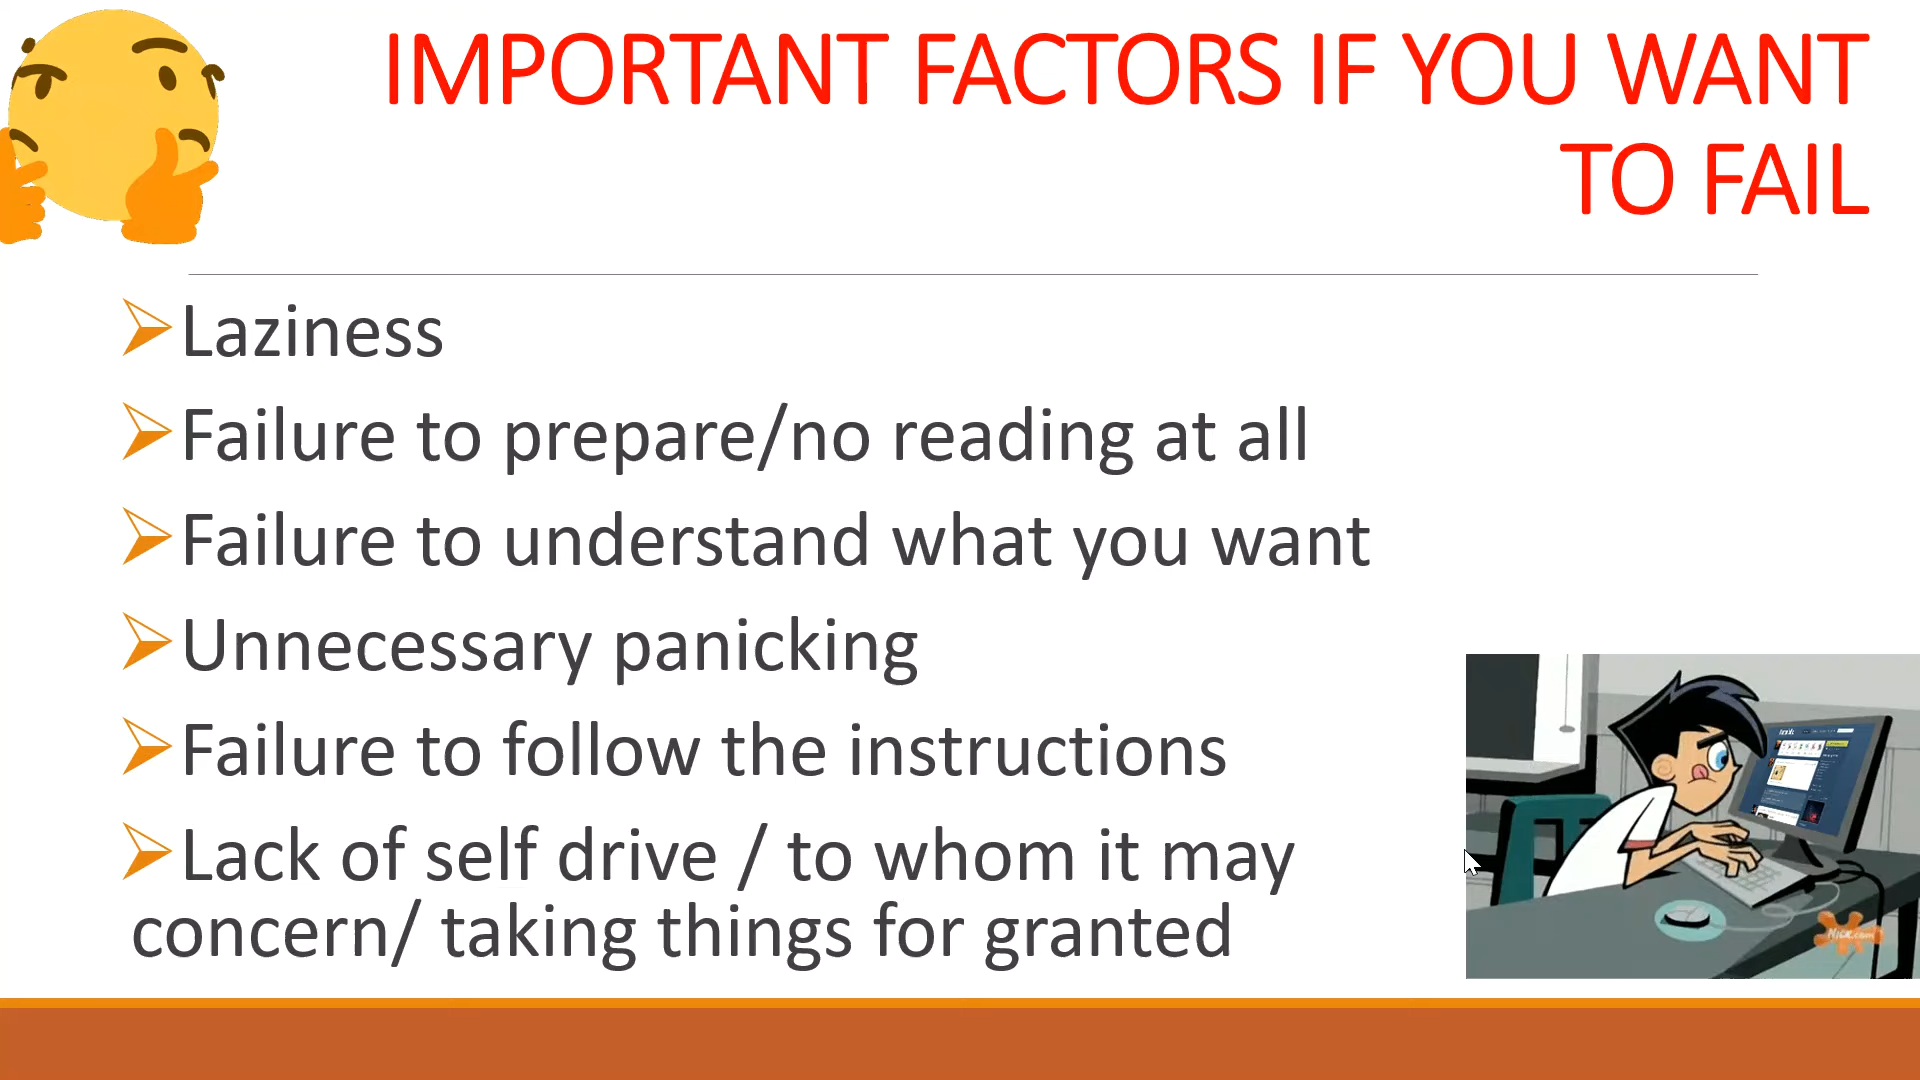 IMPORTANT FACTORS IF YOU WANT
TO FAIL
Laziness
Failure to prepare/no reading at all
Failure to understand what you want
Unnecessary panicking
Failure to follow the instructions
Lack of self drive / to whom it may
concern/ taking things for granted